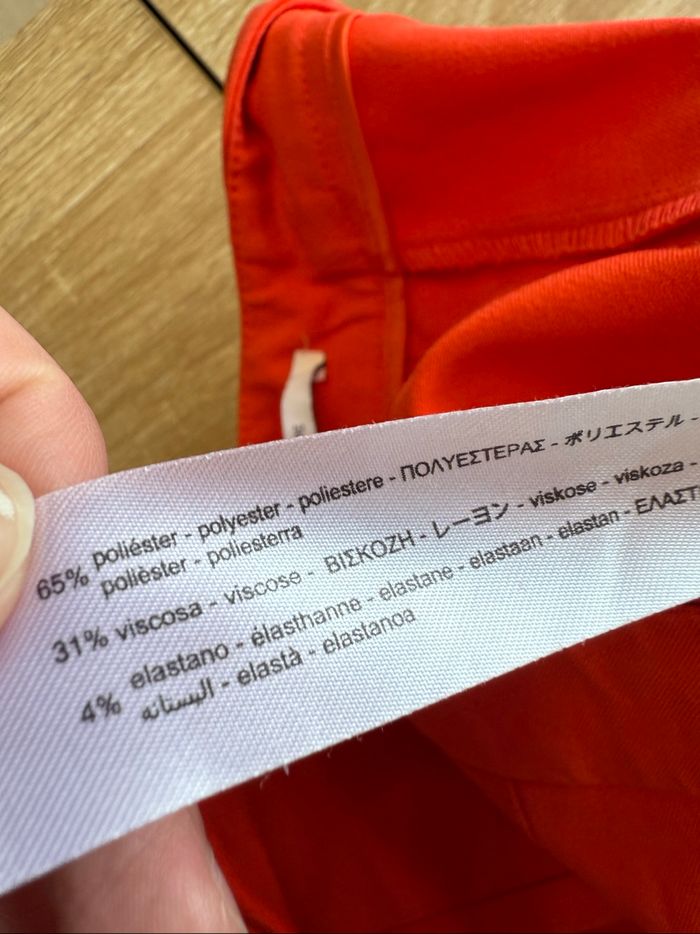 65% poliéster - polyester - poliestere - ΠΟΛΥΕΣΤΕΡΑΣ - ポリエステル -
polièster - poliesterra
31% viscosa - viscose - ΒΙΣΚΟΖΗ - レーヨン - viskose - viskoza -
4% elastano - élasthanne - elastane - elastaan - elastan - ΕΛΑΣΤ
اليستانه - elastà - elastanoa